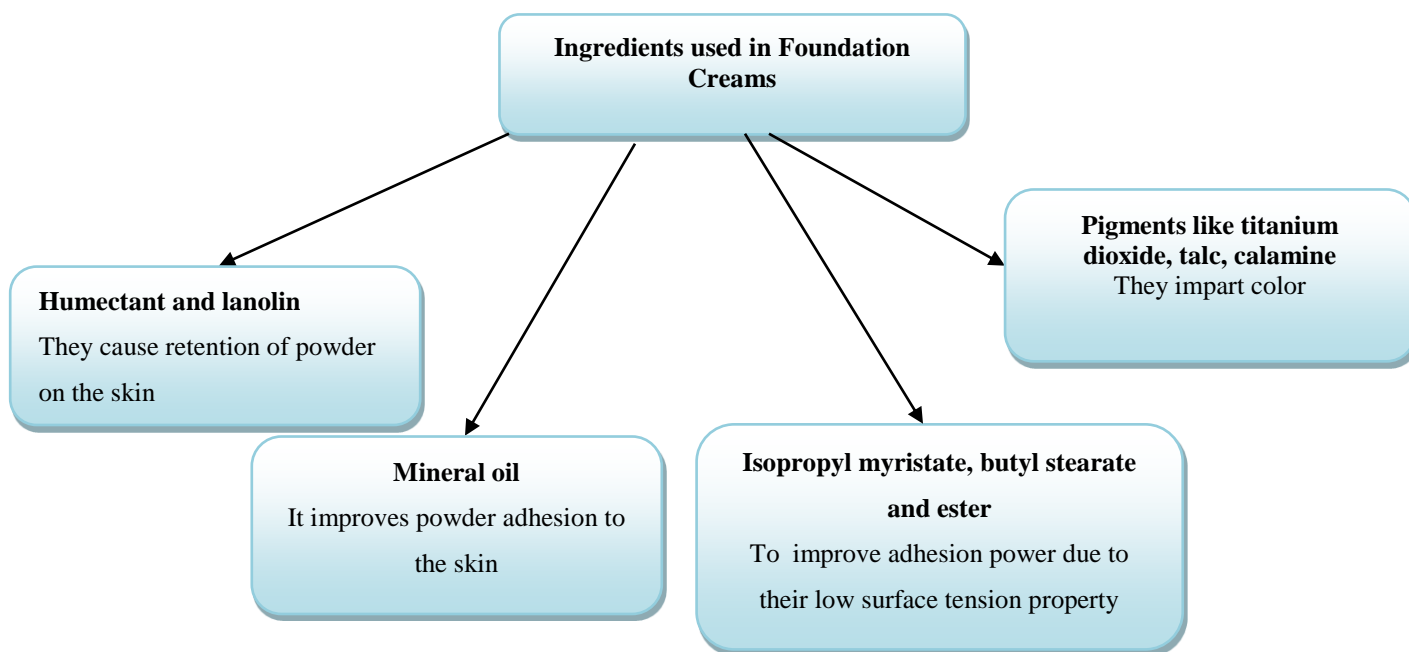 Ingredients used in Foundation
Creams
Humectant and lanolin
They cause retention of powder
on the skin
Mineral oil
It improves powder adhesion to
the skin
Isopropyl myristate, butyl stearate
and ester
To improve adhesion power due to
their low surface tension property
Pigments like titanium
dioxide, talc, calamine
They impart color